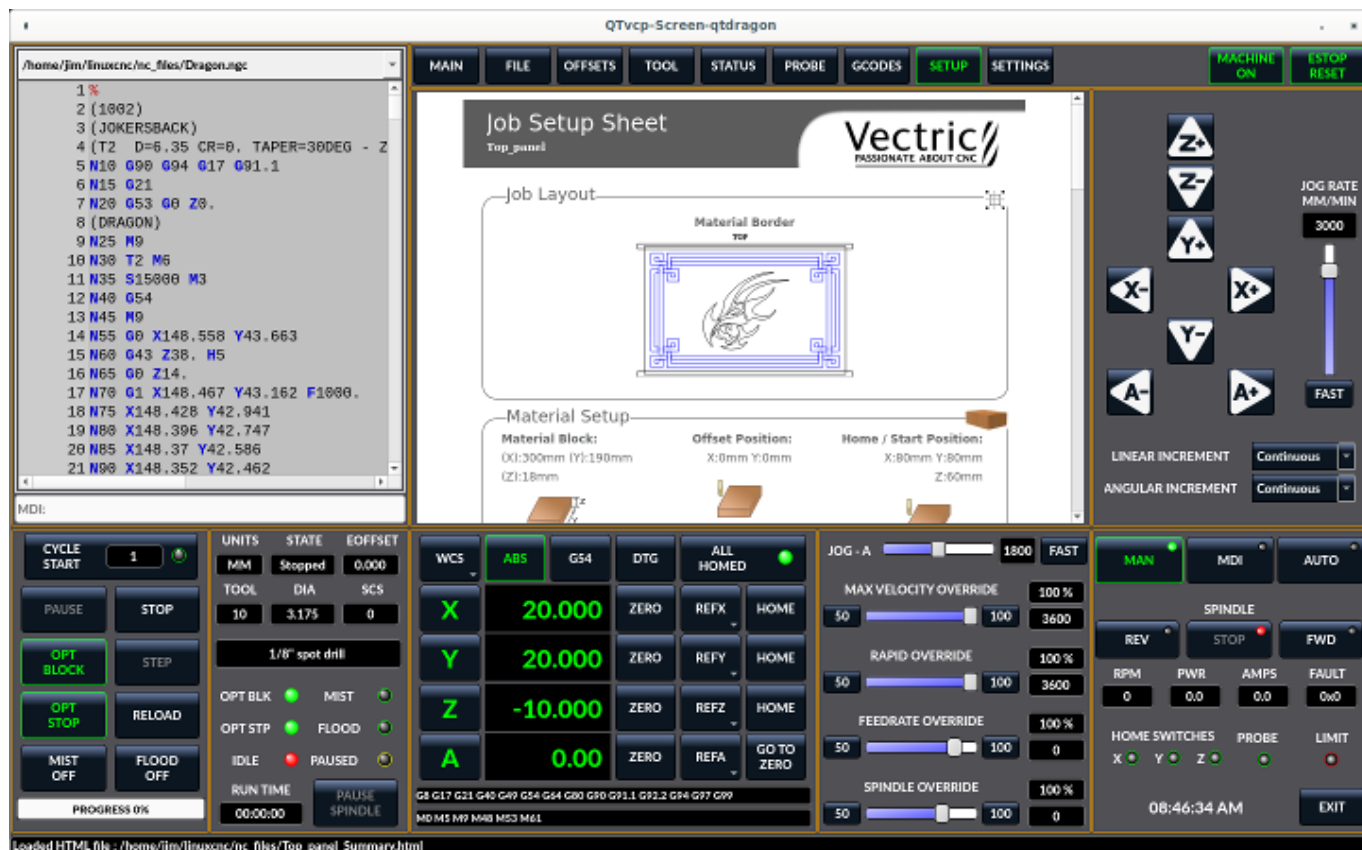 QTvcp-Screen-qtdragon
/home/jim/linuxcnc/nc_files/Dragon.ngc
1 %
2 (1002)
3 (JOKERSBACK)
4 (T2 D=6.35 CR=0. TAPER=30DEG - Z
5 N10 G90 G94 G17 G91.1
6 N15 G21
7 N20 G53 G0 Z0.
8 (DRAGON)
9 N25 M9
10 N30 T2 M6
11 N35 S15000 M3
12 N40 G54
13 N45 M9
14 N55 G0 X148.558 Y43.663
15 N60 G43 Z38. H5
16 N65 G0 Z14.
17 N70 G1 X148.467 Y43.162 F1000.
18 N75 X148.428 Y42.941
19 N80 X148.396 Y42.747
20 N85 X148.37 Y42.586
21 N90 X148.352 Y42.462
MDI:
MAIN FILE OFFSETS TOOL STATUS PROBE GCODES SETUP SETTINGS
MACHINE ON
ESTOP RESET
Job Setup Sheet
Top_panel
Vectric
PASSIONATE ABOUT CNC
Job Layout
Material Border
TOP
Material Setup
Material Block:
(X):300mm (Y):190mm
(Z):18mm
Z
Offset Position:
X:0mm Y:0mm
Home / Start Position:
X:80mm Y:80mm
Z:60mm
Z+
Z-
Y+
X- X+
Y-
A- A+
JOG RATE
MM/MIN
3000
FAST
LINEAR INCREMENT Continuous
ANGULAR INCREMENT Continuous
CYCLE START 1
PAUSE STOP
OPT BLOCK STEP
OPT STOP RELOAD
MIST OFF FLOOD OFF
PROGRESS 0%
UNITS STATE EOFFSET
MM Stopped 0.000
TOOL DIA SCS
10 3.175 0
1/8" spot drill
OPT BLK MIST
OPT STP FLOOD
IDLE PAUSED
RUN TIME
00:00:00
PAUSE SPINDLE
WCS ABS G54 DTG ALL HOMED
X 20.000 ZERO REFX HOME
Y 20.000 ZERO REFY HOME
Z -10.000 ZERO REFZ HOME
A 0.00 ZERO REFA GO TO ZERO
G8 G17 G21 G40 G49 G54 G64 G80 G90 G91.1 G92.2 G94 G97 G99
M0 M5 M9 M48 M53 M61
JOG - A 1800 FAST
MAX VELOCITY OVERRIDE 100 %
50 100 3600
RAPID OVERRIDE 100 %
50 100 3600
FEEDRATE OVERRIDE 100 %
50 100 0
SPINDLE OVERRIDE 100 %
50 100 0
MAN MDI AUTO
SPINDLE
REV STOP FWD
RPM PWR AMPS FAULT
0 0.0 0.0 0x0
HOME SWITCHES PROBE LIMIT
X Y Z
08:46:34 AM
EXIT
Loaded HTML file : /home/jim/linuxcnc/nc_files/Top_panel_Summary.html